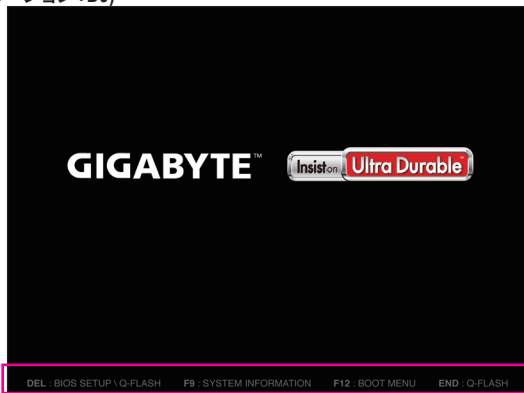 GIGABYTE™ Insist on Ultra Durable™
DEL : BIOS SETUP \ Q-FLASH F9 : SYSTEM INFORMATION F12 : BOOT MENU END : Q-FLASH